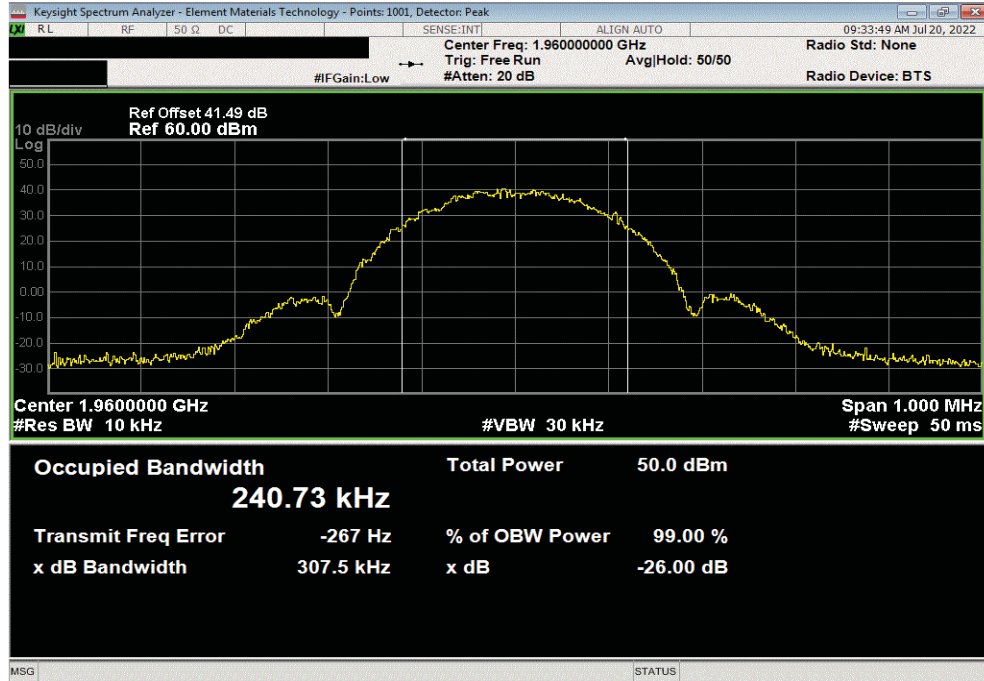 Keysight Spectrum Analyzer - Element Materials Technology - Points: 1001, Detector: Peak
LXI RL RF 50 Ω DC SENSE:INT ALIGN AUTO 09:33:49 AM Jul 20, 2022
Center Freq: 1.960000000 GHz Radio Std: None
Trig: Free Run Avg|Hold: 50/50
#IFGain:Low #Atten: 20 dB Radio Device: BTS
Ref Offset 41.49 dB
10 dB/div Ref 60.00 dBm
Log
50.0
40.0
30.0
20.0
10.0
0.00
-10.0
-20.0
-30.0
Center 1.9600000 GHz Span 1.000 MHz
#Res BW 10 kHz #VBW 30 kHz #Sweep 50 ms
Occupied Bandwidth Total Power 50.0 dBm
240.73 kHz
Transmit Freq Error -267 Hz % of OBW Power 99.00 %
x dB Bandwidth 307.5 kHz x dB -26.00 dB
MSG STATUS